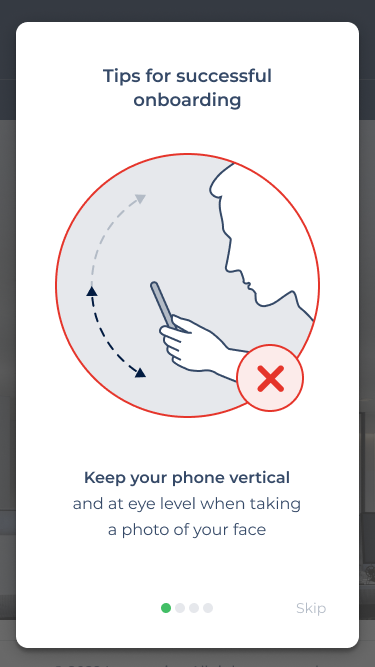 Tips for successful
onboarding
Keep your phone vertical
and at eye level when taking
a photo of your face
Skip